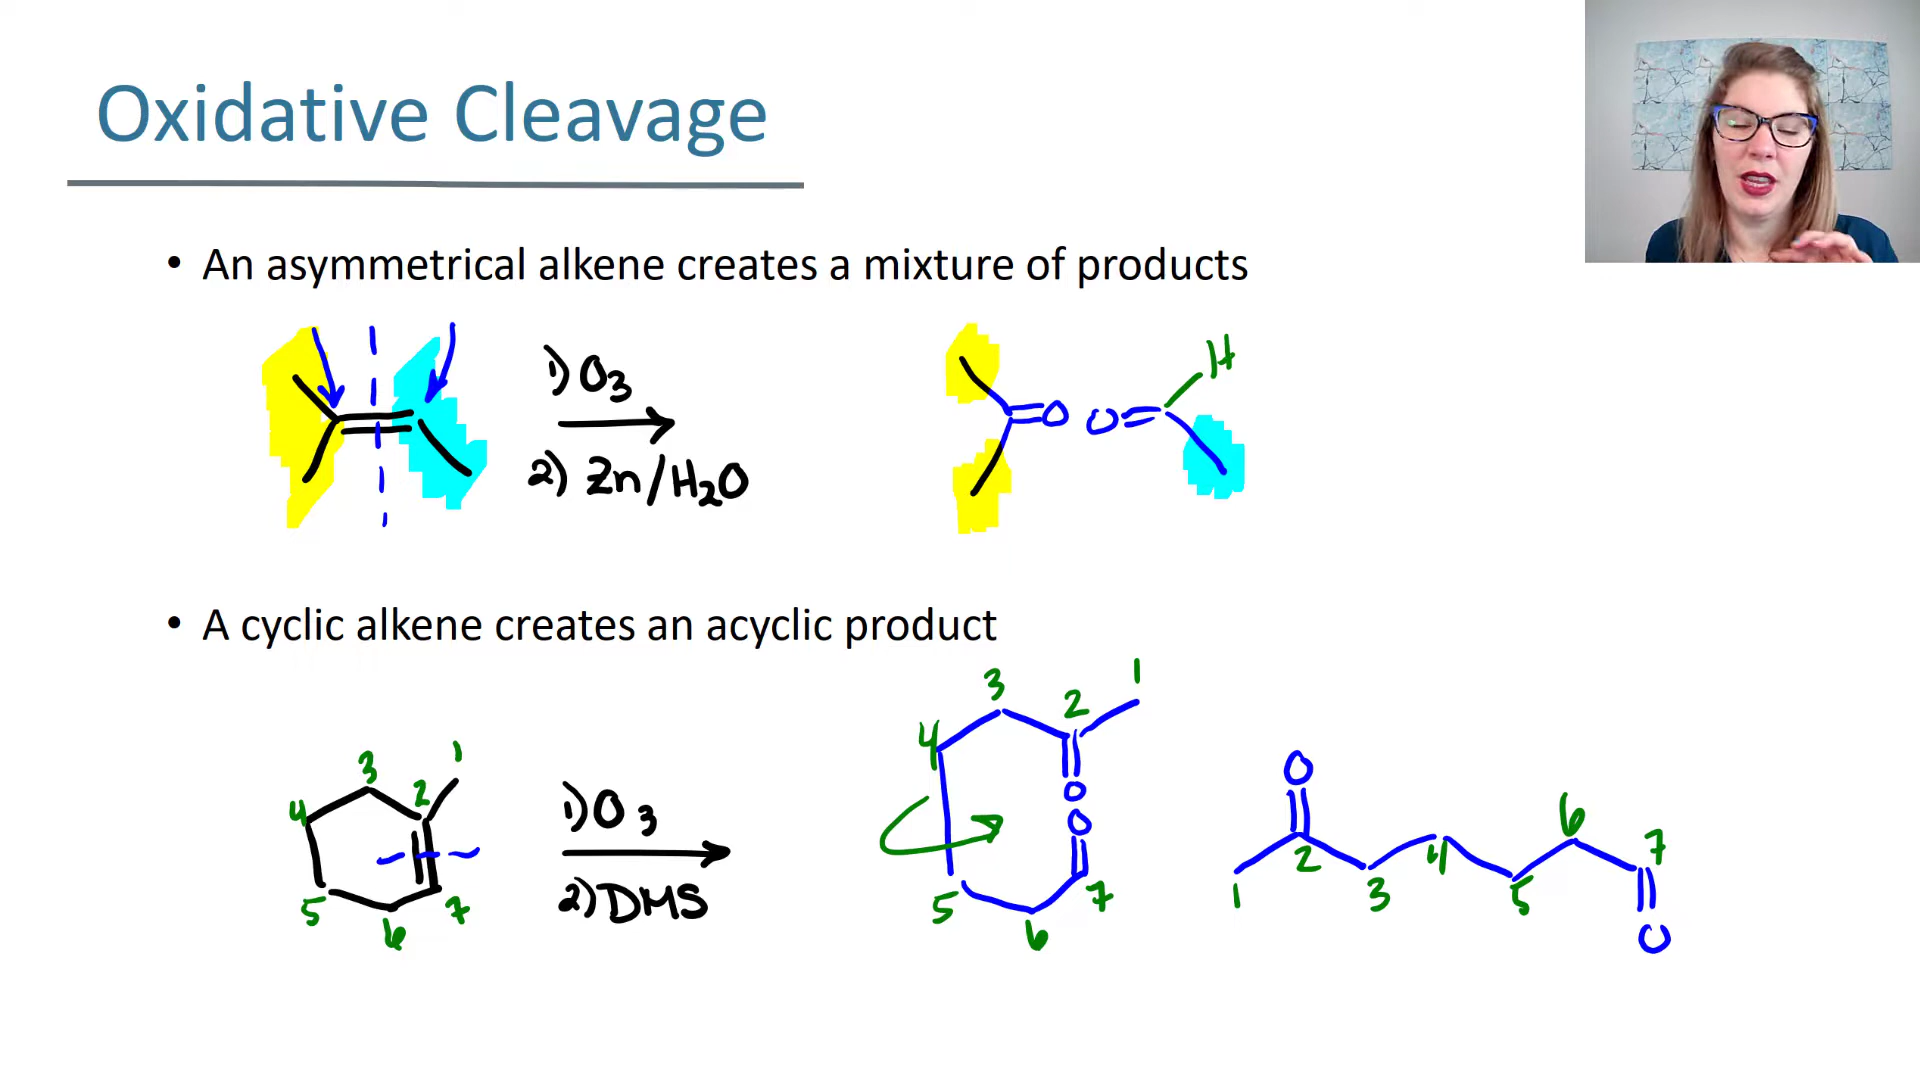 Oxidative Cleavage
• An asymmetrical alkene creates a mixture of products
1) O3
2) Zn/H2O
O O H
• A cyclic alkene creates an acyclic product
1 2 3 4 5 6 7
1) O3
2) DMS
1 2 3 4 5 6 7 O O
O 1 2 3 4 5 6 7 O